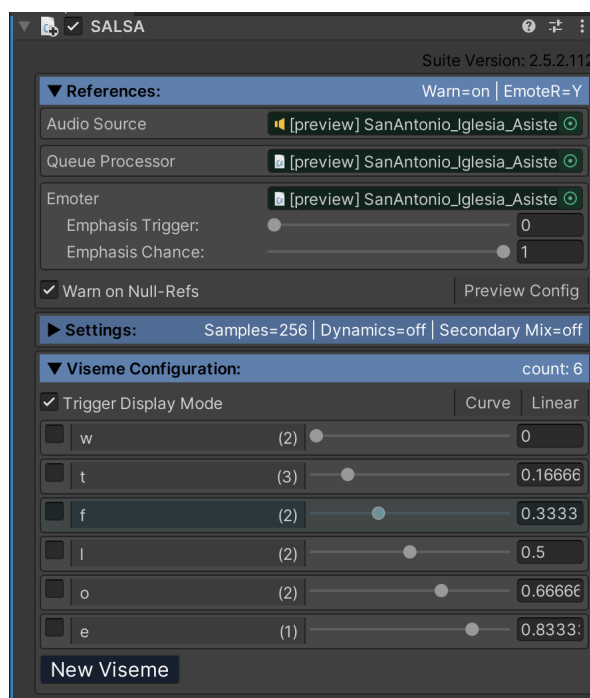 SALSA
Suite Version: 2.5.2.112
References: Warn=on | EmoteR=Y
Audio Source [preview] SanAntonio_Iglesia_Asiste
Queue Processor [preview] SanAntonio_Iglesia_Asiste
Emoter [preview] SanAntonio_Iglesia_Asiste
Emphasis Trigger: 0
Emphasis Chance: 1
Warn on Null-Refs Preview Config
Settings: Samples=256 | Dynamics=off | Secondary Mix=off
Viseme Configuration: count: 6
Trigger Display Mode Curve Linear
w (2) 0
t (3) 0.16666
f (2) 0.3333
l (2) 0.5
o (2) 0.66666
e (1) 0.8333
New Viseme